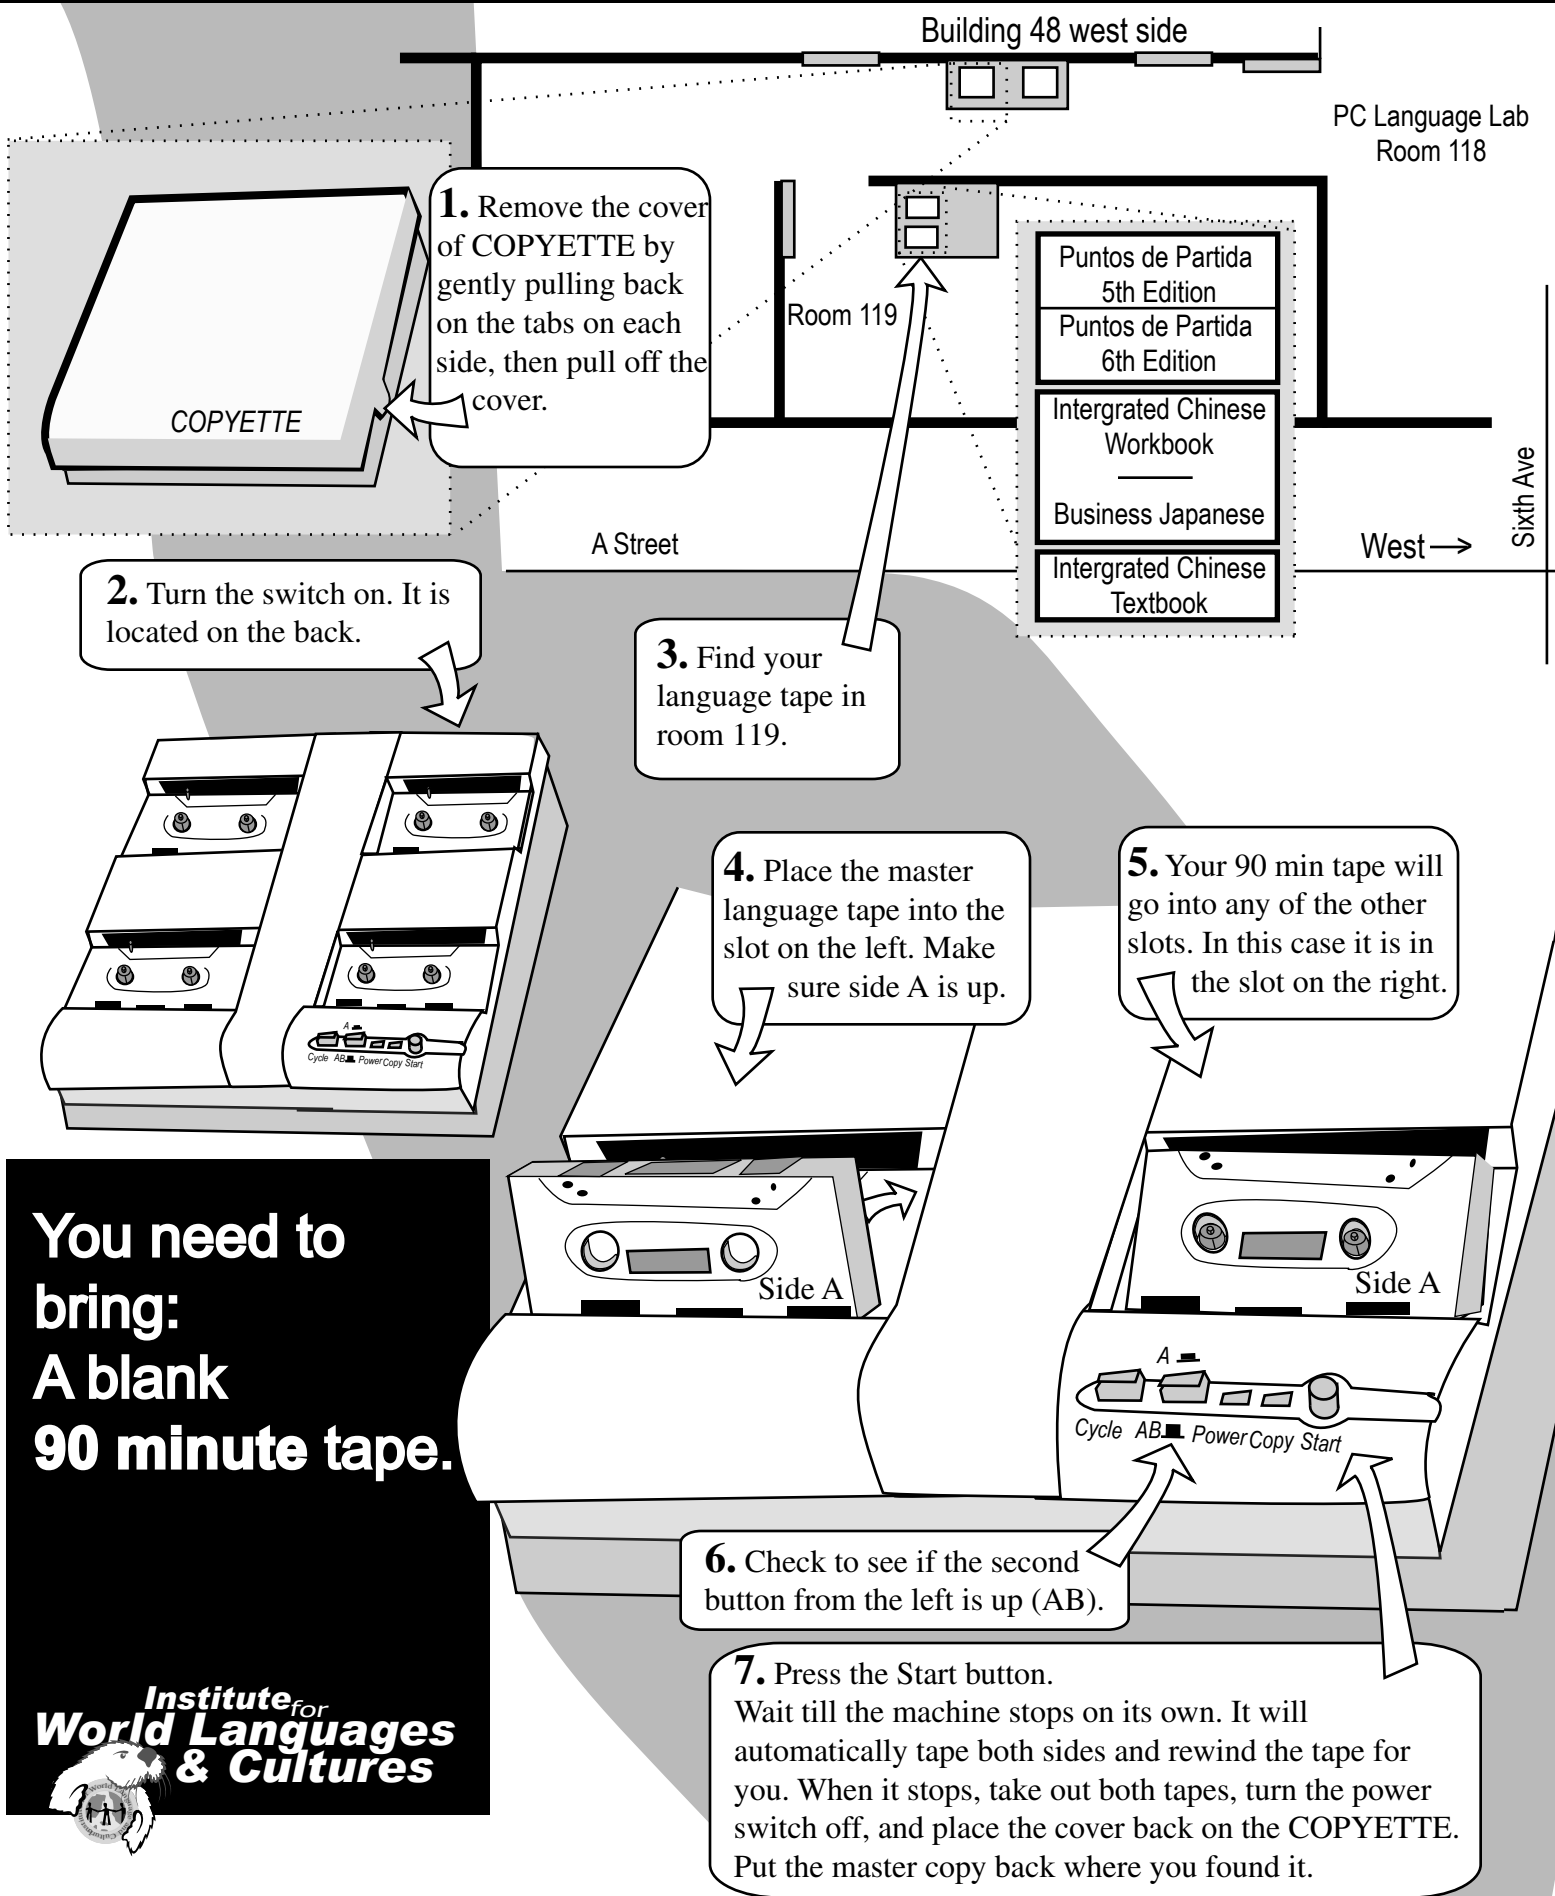 Building 48 west side
PC Language Lab
Room 118
1. Remove the cover
of COPYETTE by
gently pulling back
on the tabs on each
side, then pull off the
cover.
COPYETTE
Room 119
Puntos de Partida
5th Edition
Puntos de Partida
6th Edition
Intergrated Chinese
Workbook
Business Japanese
Intergrated Chinese
Textbook
A Street
West
Sixth Ave
2. Turn the switch on. It is
located on the back.
3. Find your
language tape in
room 119.
A
Cycle AB Power Copy Start
4. Place the master
language tape into the
slot on the left. Make
sure side A is up.
5. Your 90 min tape will
go into any of the other
slots. In this case it is in
the slot on the right.
Side A
Side A
A
Cycle AB Power Copy Start
You need to
bring:
A blank
90 minute tape.
6. Check to see if the second
button from the left is up (AB).
7. Press the Start button.
Wait till the machine stops on its own. It will
automatically tape both sides and rewind the tape for
you. When it stops, take out both tapes, turn the power
switch off, and place the cover back on the COPYETTE.
Put the master copy back where you found it.
Institute for
World Languages
& Cultures